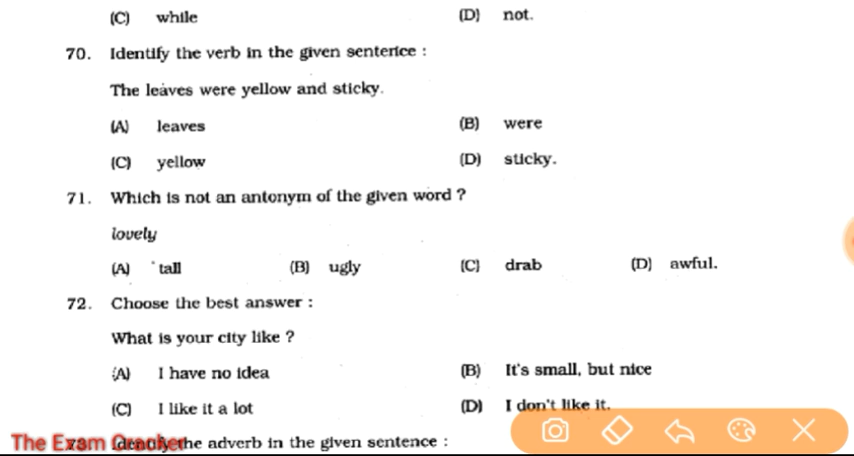 (C) while (D) not.
70. Identify the verb in the given sentence :
The leaves were yellow and sticky.
(A) leaves (B) were
(C) yellow (D) sticky.
71. Which is not an antonym of the given word ?
lovely
(A) tall (B) ugly (C) drab (D) awful.
72. Choose the best answer :
What is your city like ?
(A) I have no idea (B) It's small, but nice
(C) I like it a lot (D) I don't like it.
73. Identify the adverb in the given sentence :
The Exam Cracker